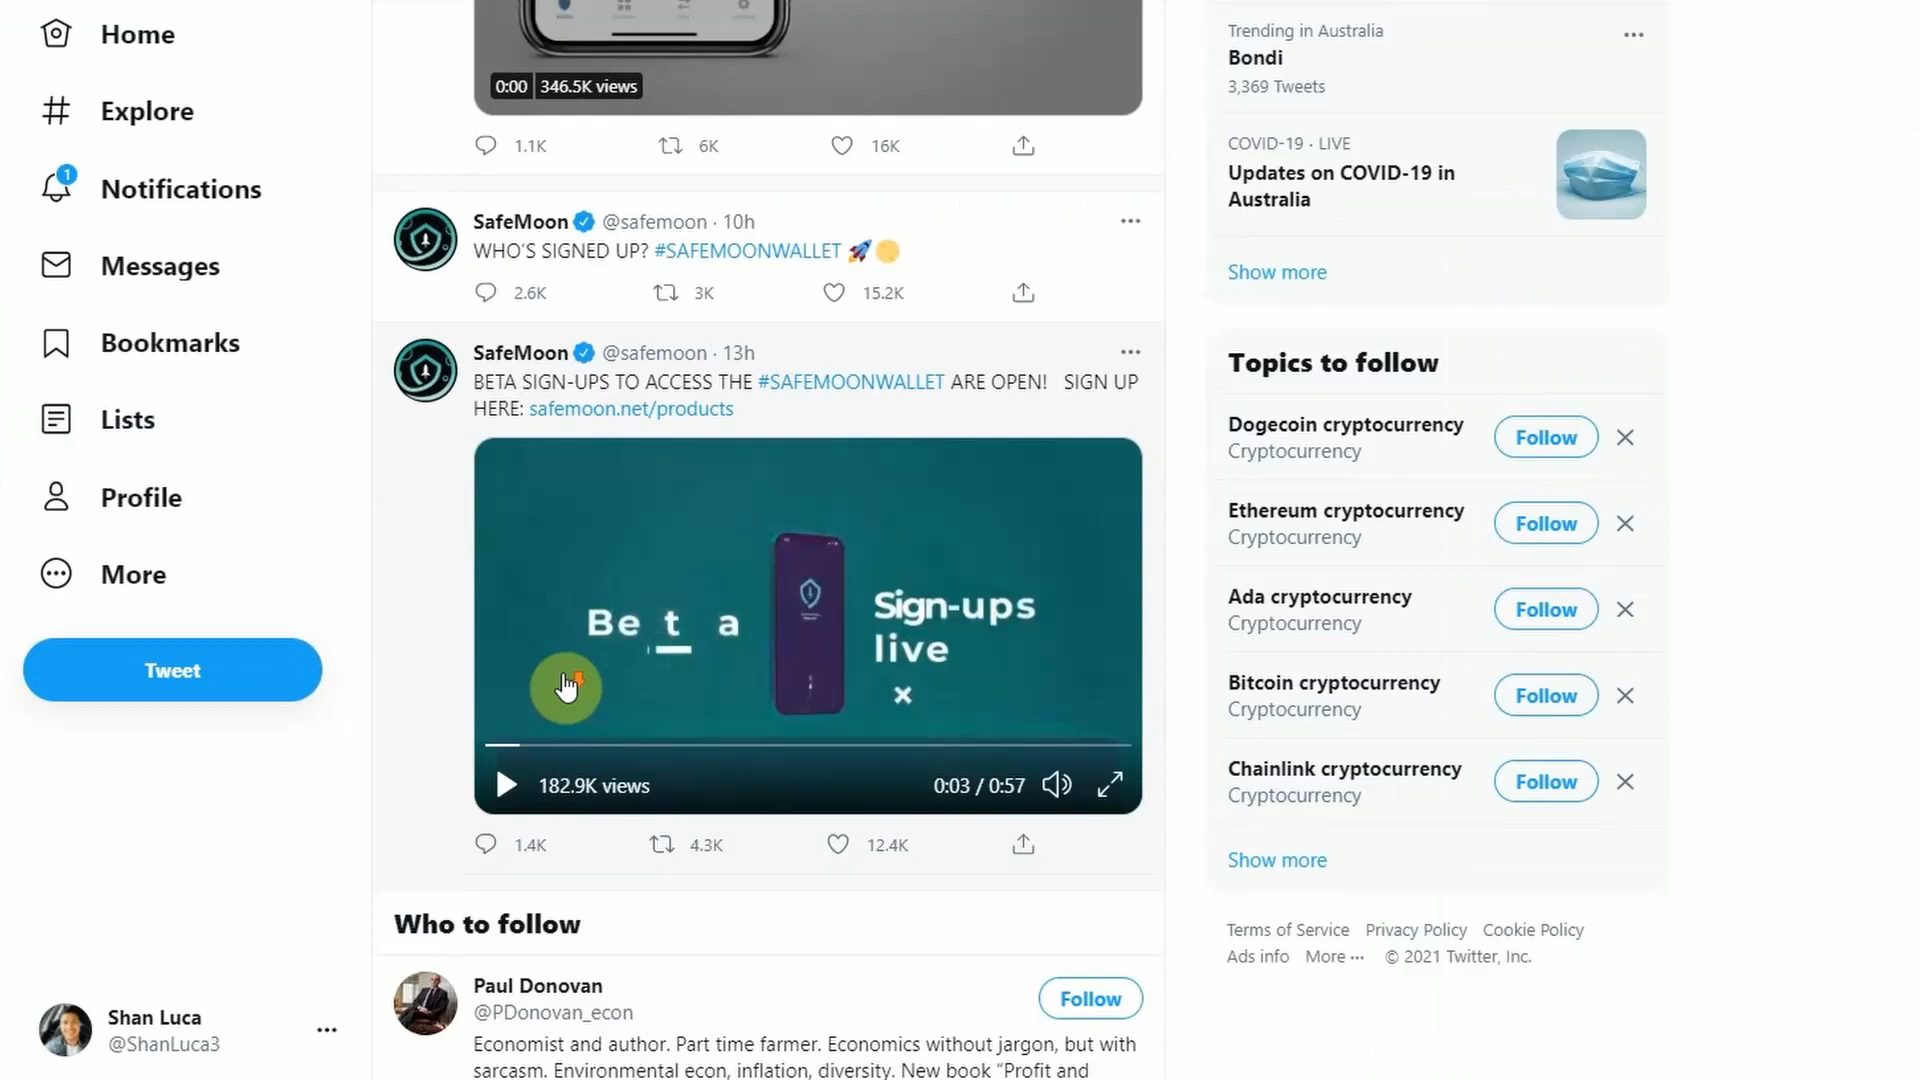 Home
Explore
1
Notifications
Messages
Bookmarks
Lists
Profile
More
Tweet
Shan Luca
@ShanLuca3
0:00 346.5K views
1.1K 6K 16K
SafeMoon @safemoon · 10h
WHO'S SIGNED UP? #SAFEMOONWALLET 🚀🌕
2.6K 3K 15.2K
SafeMoon @safemoon · 13h
BETA SIGN-UPS TO ACCESS THE #SAFEMOONWALLET ARE OPEN! SIGN UP
HERE: safemoon.net/products
Beta
Sign-ups
live
182.9K views 0:03 / 0:57
1.4K 4.3K 12.4K
Who to follow
Paul Donovan
@PDonovan_econ
Follow
Economist and author. Part time farmer. Economics without jargon, but with
sarcasm. Environmental econ, inflation, diversity. New book "Profit and
Trending in Australia
Bondi
3,369 Tweets
COVID-19 · LIVE
Updates on COVID-19 in
Australia
Show more
Topics to follow
Dogecoin cryptocurrency
Cryptocurrency
Follow
Ethereum cryptocurrency
Cryptocurrency
Follow
Ada cryptocurrency
Cryptocurrency
Follow
Bitcoin cryptocurrency
Cryptocurrency
Follow
Chainlink cryptocurrency
Cryptocurrency
Follow
Show more
Terms of Service Privacy Policy Cookie Policy
Ads info More ··· © 2021 Twitter, Inc.